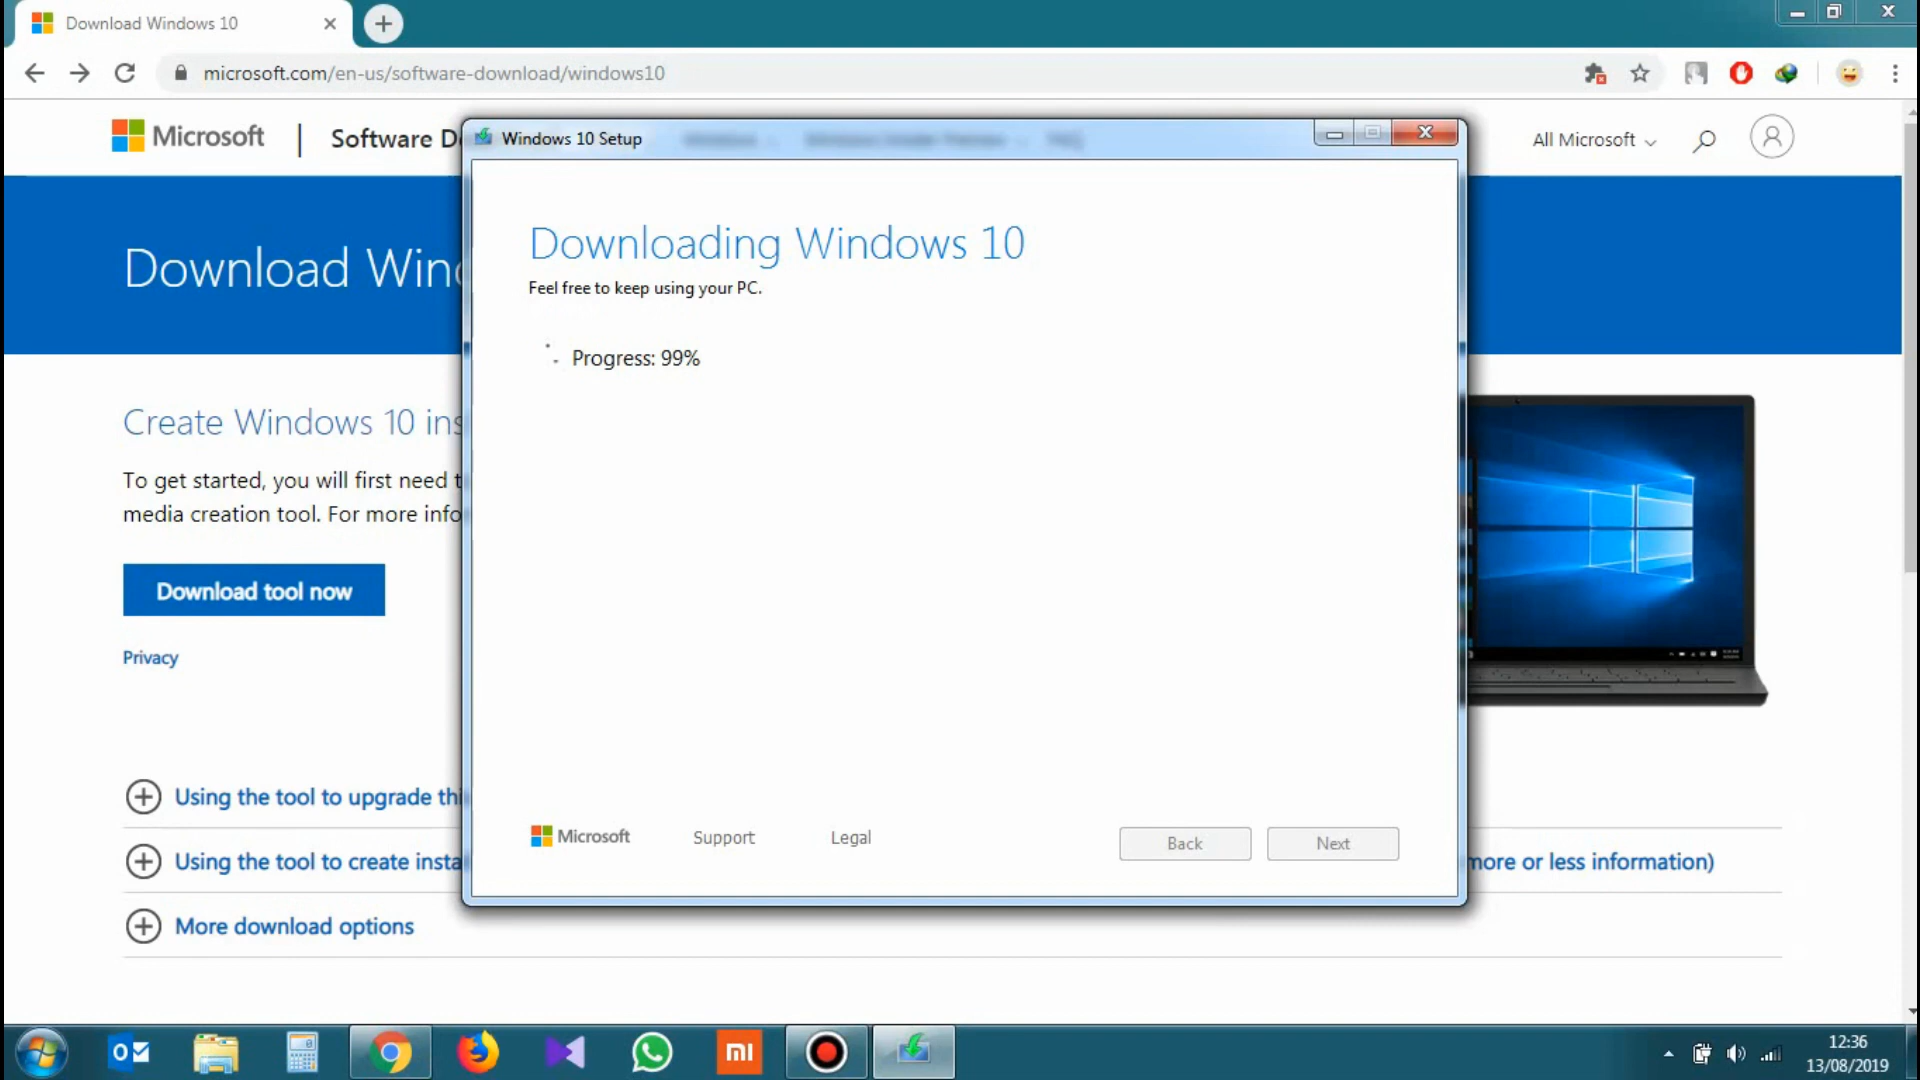 Download Windows 10
microsoft.com/en-us/software-download/windows10
Microsoft
Software D
All Microsoft
Windows 10 Setup
Download Wind
Downloading Windows 10
Feel free to keep using your PC.
Progress: 99%
Create Windows 10 ins
To get started, you will first need t
media creation tool. For more info
Download tool now
Privacy
Using the tool to upgrade thi
Using the tool to create insta
more or less information)
More download options
Microsoft
Support
Legal
Back
Next
12:36
13/08/2019